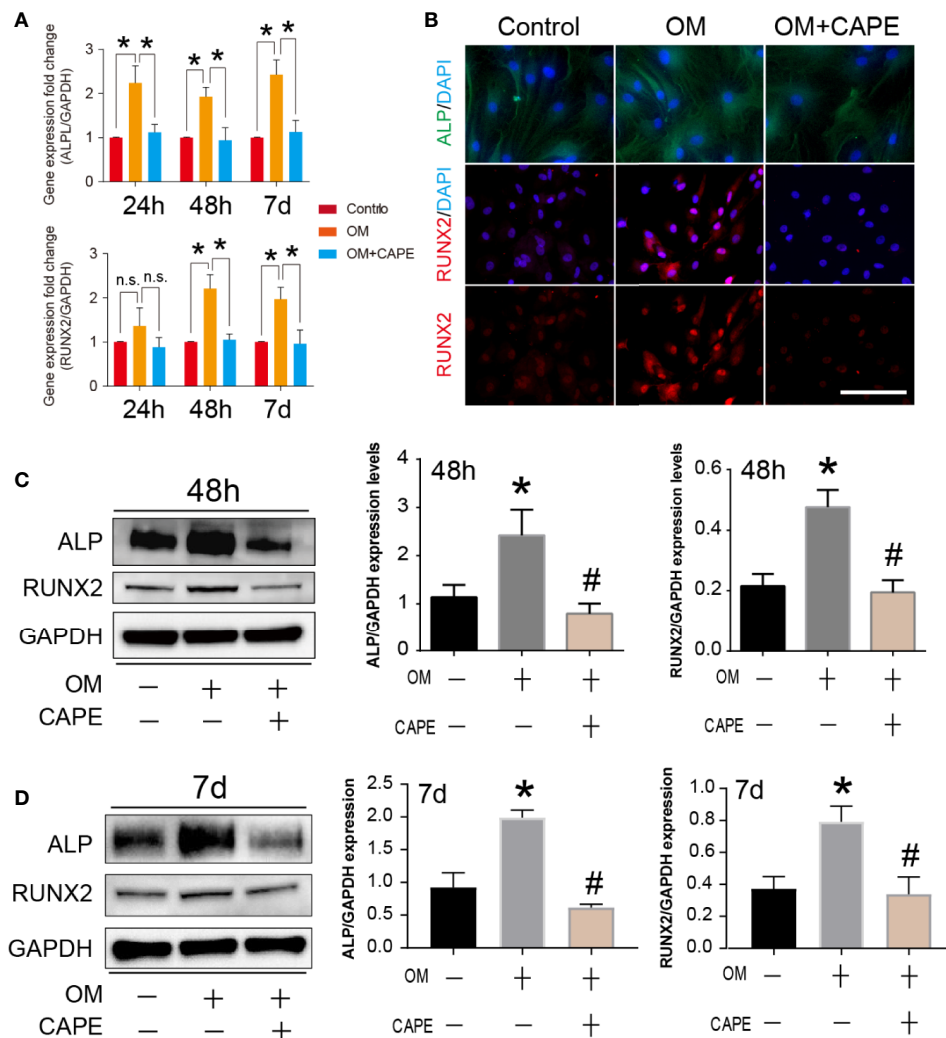 A
Gene expression fold change
(ALPL/GAPDH)
3
2
1
0
* * * * * *
24h 48h 7d
Gene expression fold change
(RUNX2/GAPDH)
3
2
1
0
n.s. n.s. * * * *
24h 48h 7d
Contrlo
OM
OM+CAPE
B
Control OM OM+CAPE
ALP/DAPI
RUNX2/DAPI
RUNX2
C
48h
ALP
RUNX2
GAPDH
OM − + +
CAPE − − +
ALP/GAPDH expression levels
48h
4
3
2
1
0
* #
OM − + +
CAPE − − +
RUNX2/GAPDH expression levels
48h
0.6
0.4
0.2
0.0
* #
OM − + +
CAPE − − +
D
7d
ALP
RUNX2
GAPDH
OM − + +
CAPE − − +
ALP/GAPDH expression
7d
2.5
2.0
1.5
1.0
0.5
0.0
* #
OM − + +
CAPE − − +
RUNX2/GAPDH expression
7d
1.0
0.8
0.6
0.4
0.2
0.0
* #
OM − + +
CAPE − − +